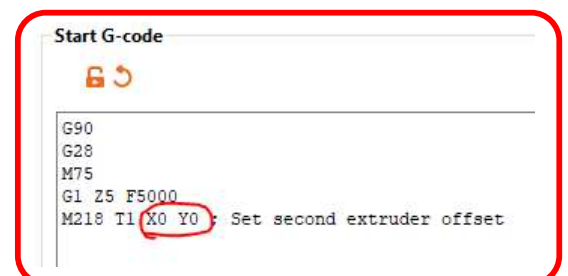 Start G-code
G90
G28
M75
G1 Z5 F5000
M218 T1 X0 Y0 ; Set second extruder offset